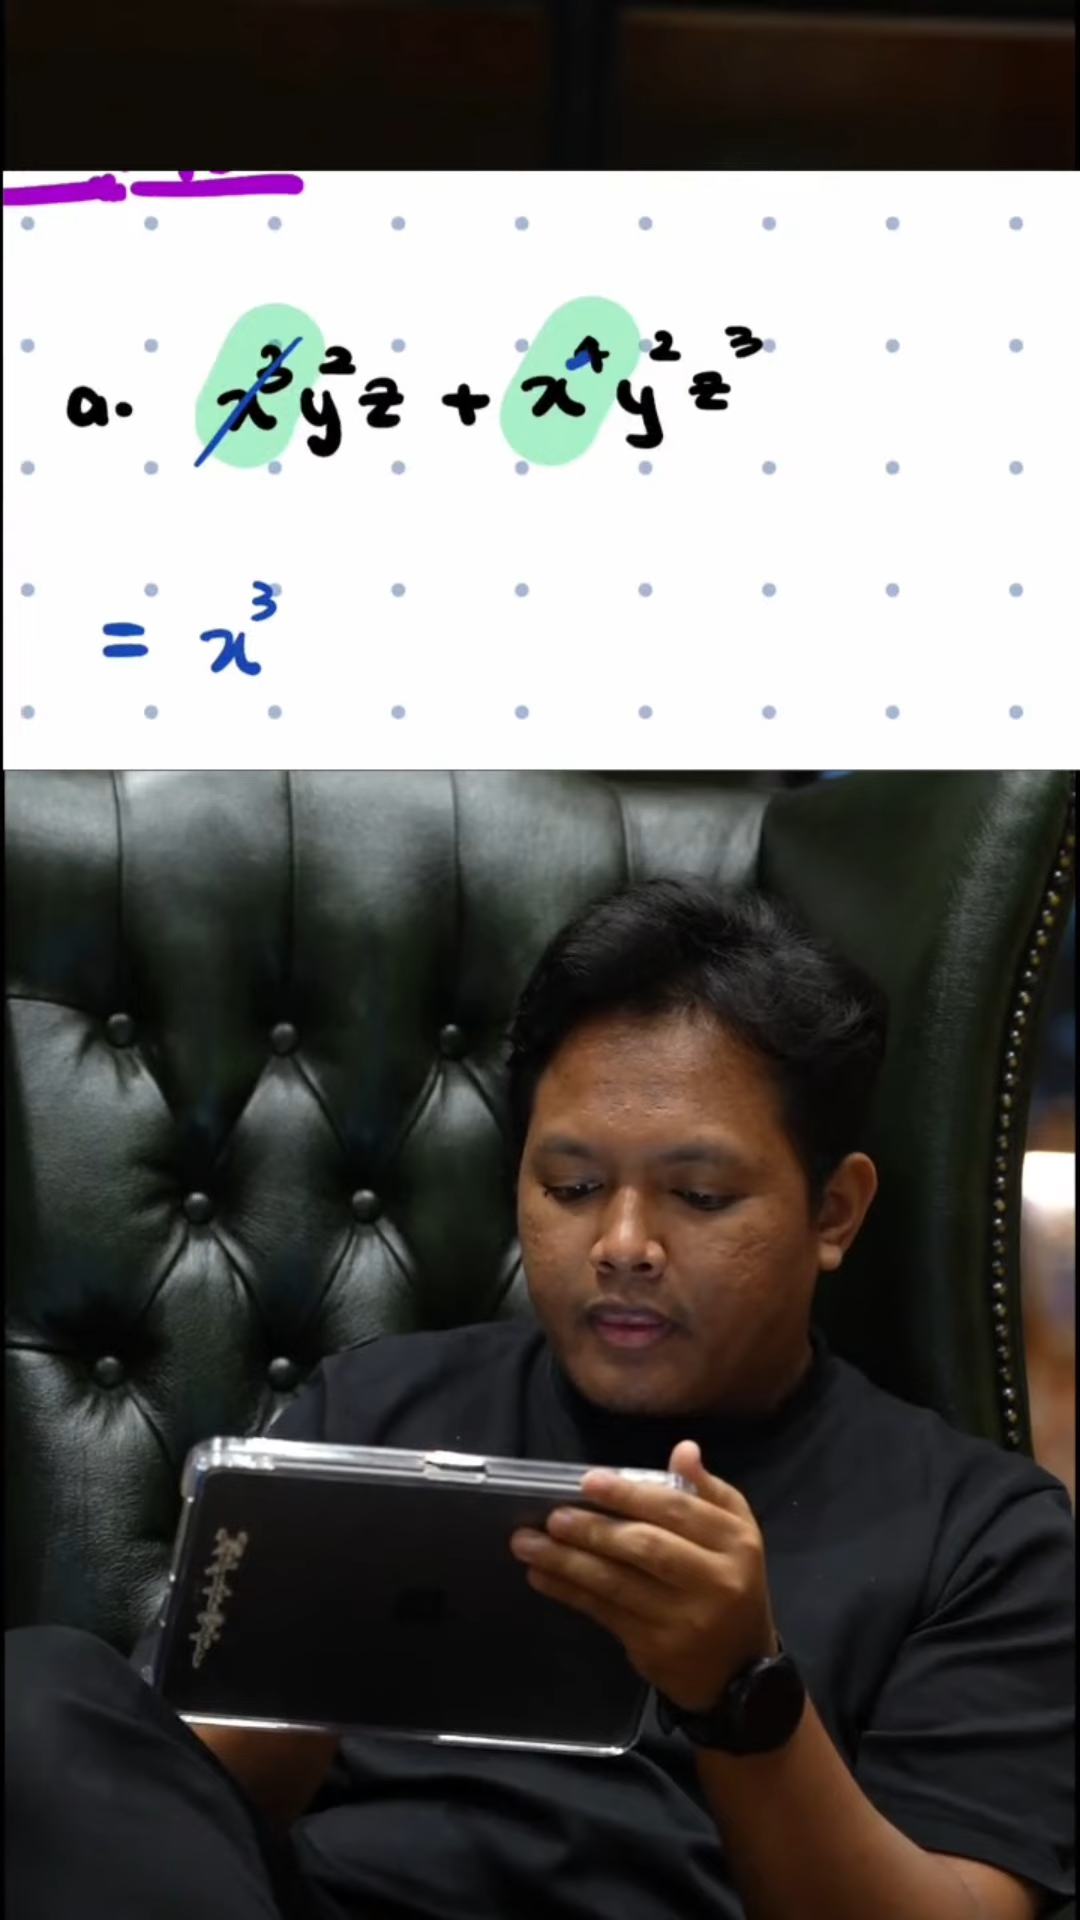 a. x³y²z + x⁴y²z³
= x³